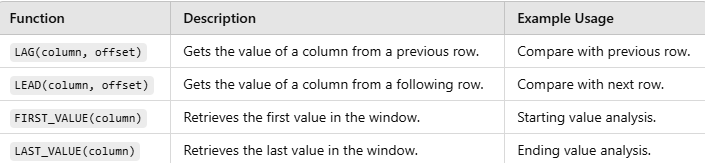 Function Description Example Usage
LAG(column, offset) Gets the value of a column from a previous row. Compare with previous row.
LEAD(column, offset) Gets the value of a column from a following row. Compare with next row.
FIRST_VALUE(column) Retrieves the first value in the window. Starting value analysis.
LAST_VALUE(column) Retrieves the last value in the window. Ending value analysis.